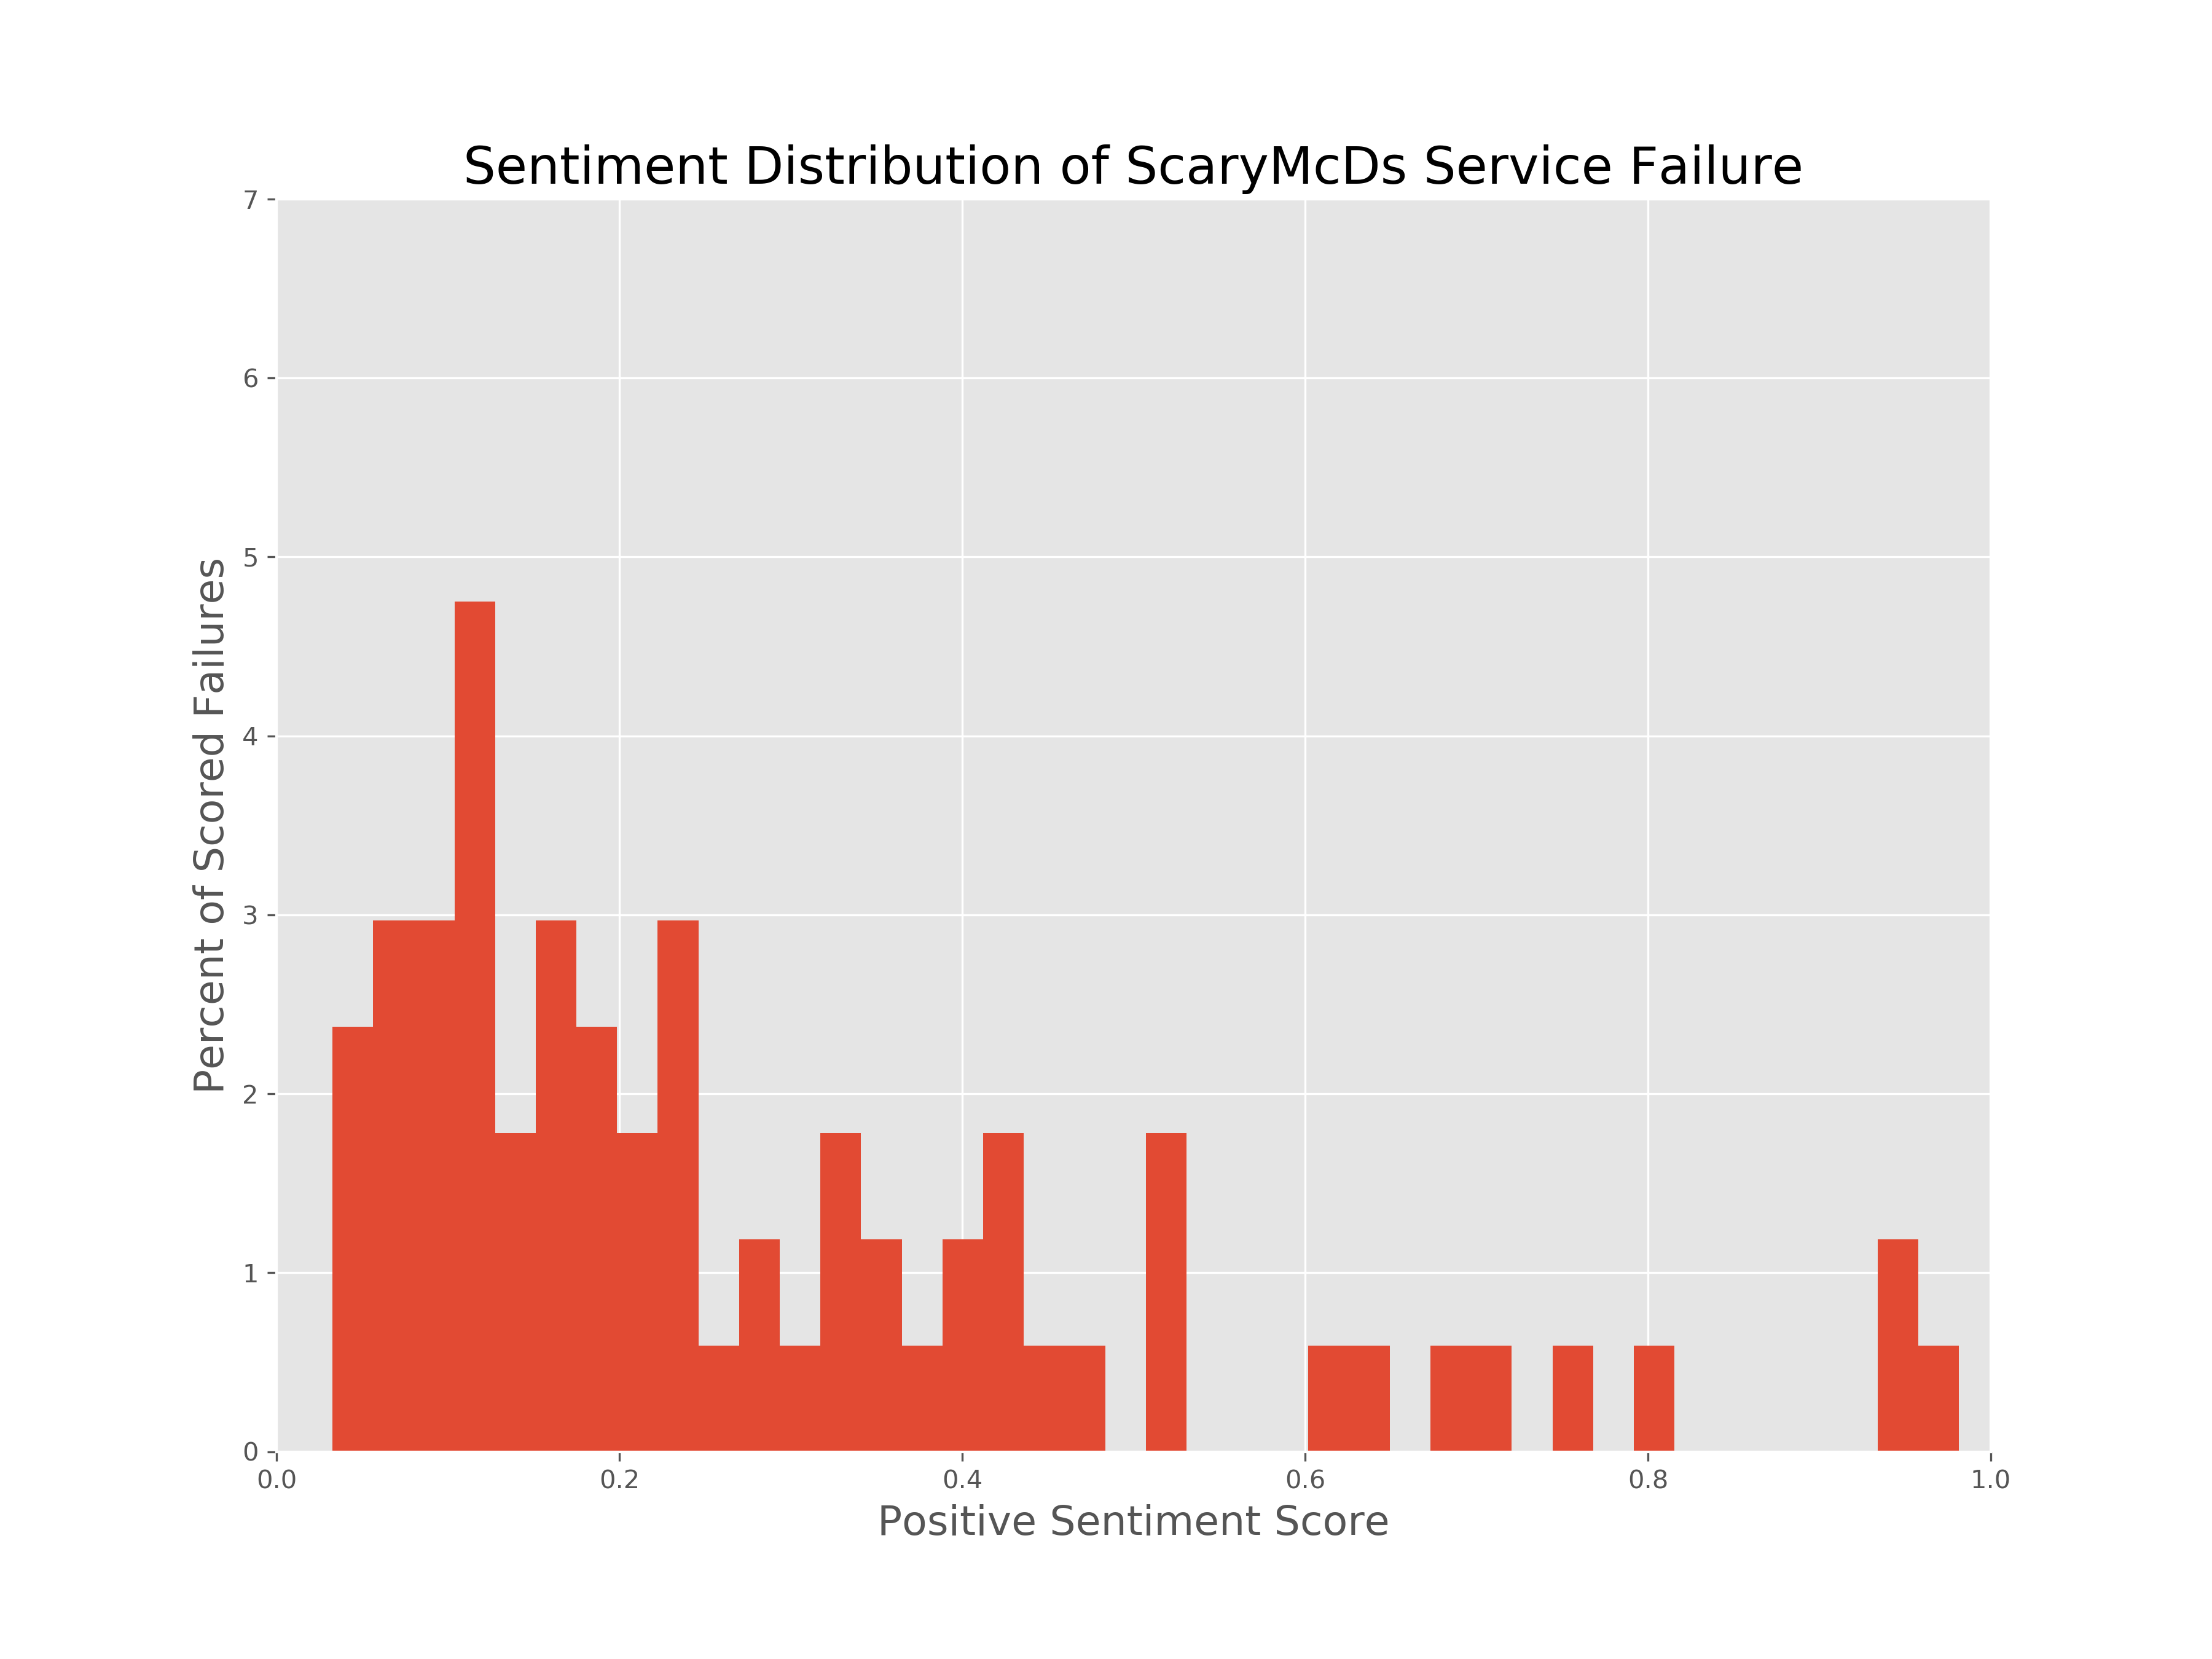 Sentiment Distribution of ScaryMcDs Service Failure
7
6
5
4
3
2
1
0
Percent of Scored Failures
0.0 0.2 0.4 0.6 0.8 1.0
Positive Sentiment Score